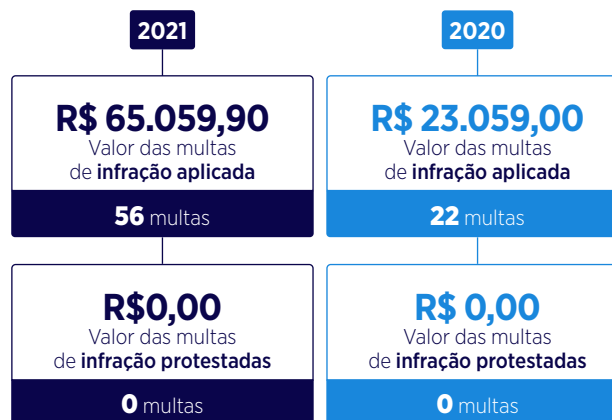 2021
R$ 65.059,90
Valor das multas
de infração aplicada
56 multas
R$0,00
Valor das multas
de infração protestadas
0 multas
2020
R$ 23.059,00
Valor das multas
de infração aplicada
22 multas
R$ 0,00
Valor das multas
de infração protestadas
0 multas